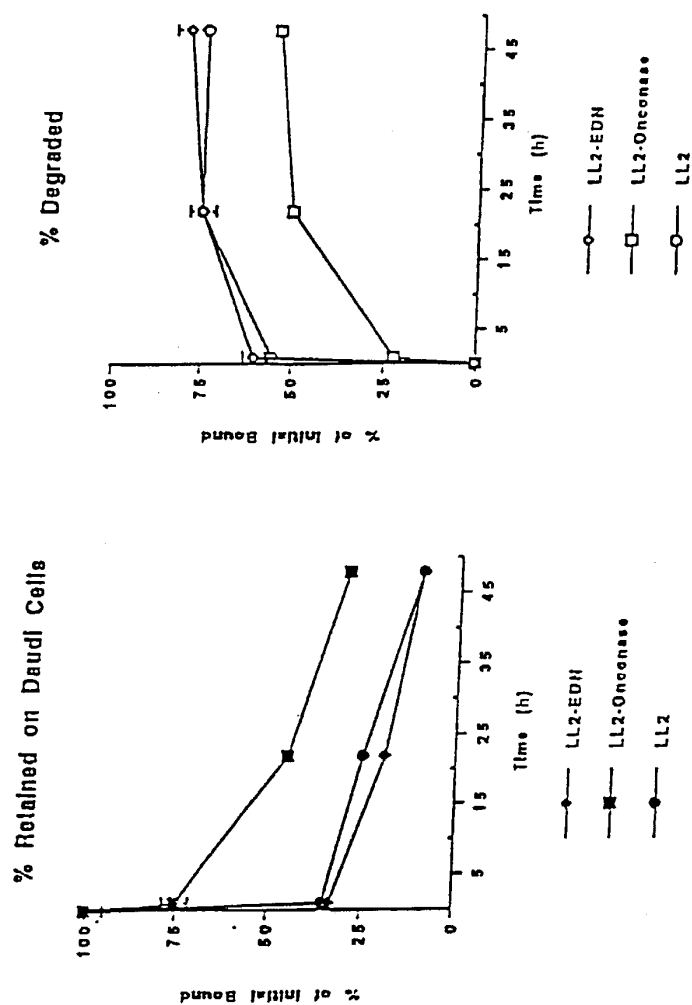 % Retained on Daudi Cells
% of Initial Bound
100
75
50
25
0
5
15
25
35
45
Time (h)
LL2-EDN
LL2-Onconase
LL2
% Degraded
% of Initial Bound
100
75
50
25
0
5
15
25
35
45
Time (h)
LL2-EDN
LL2-Onconase
LL2